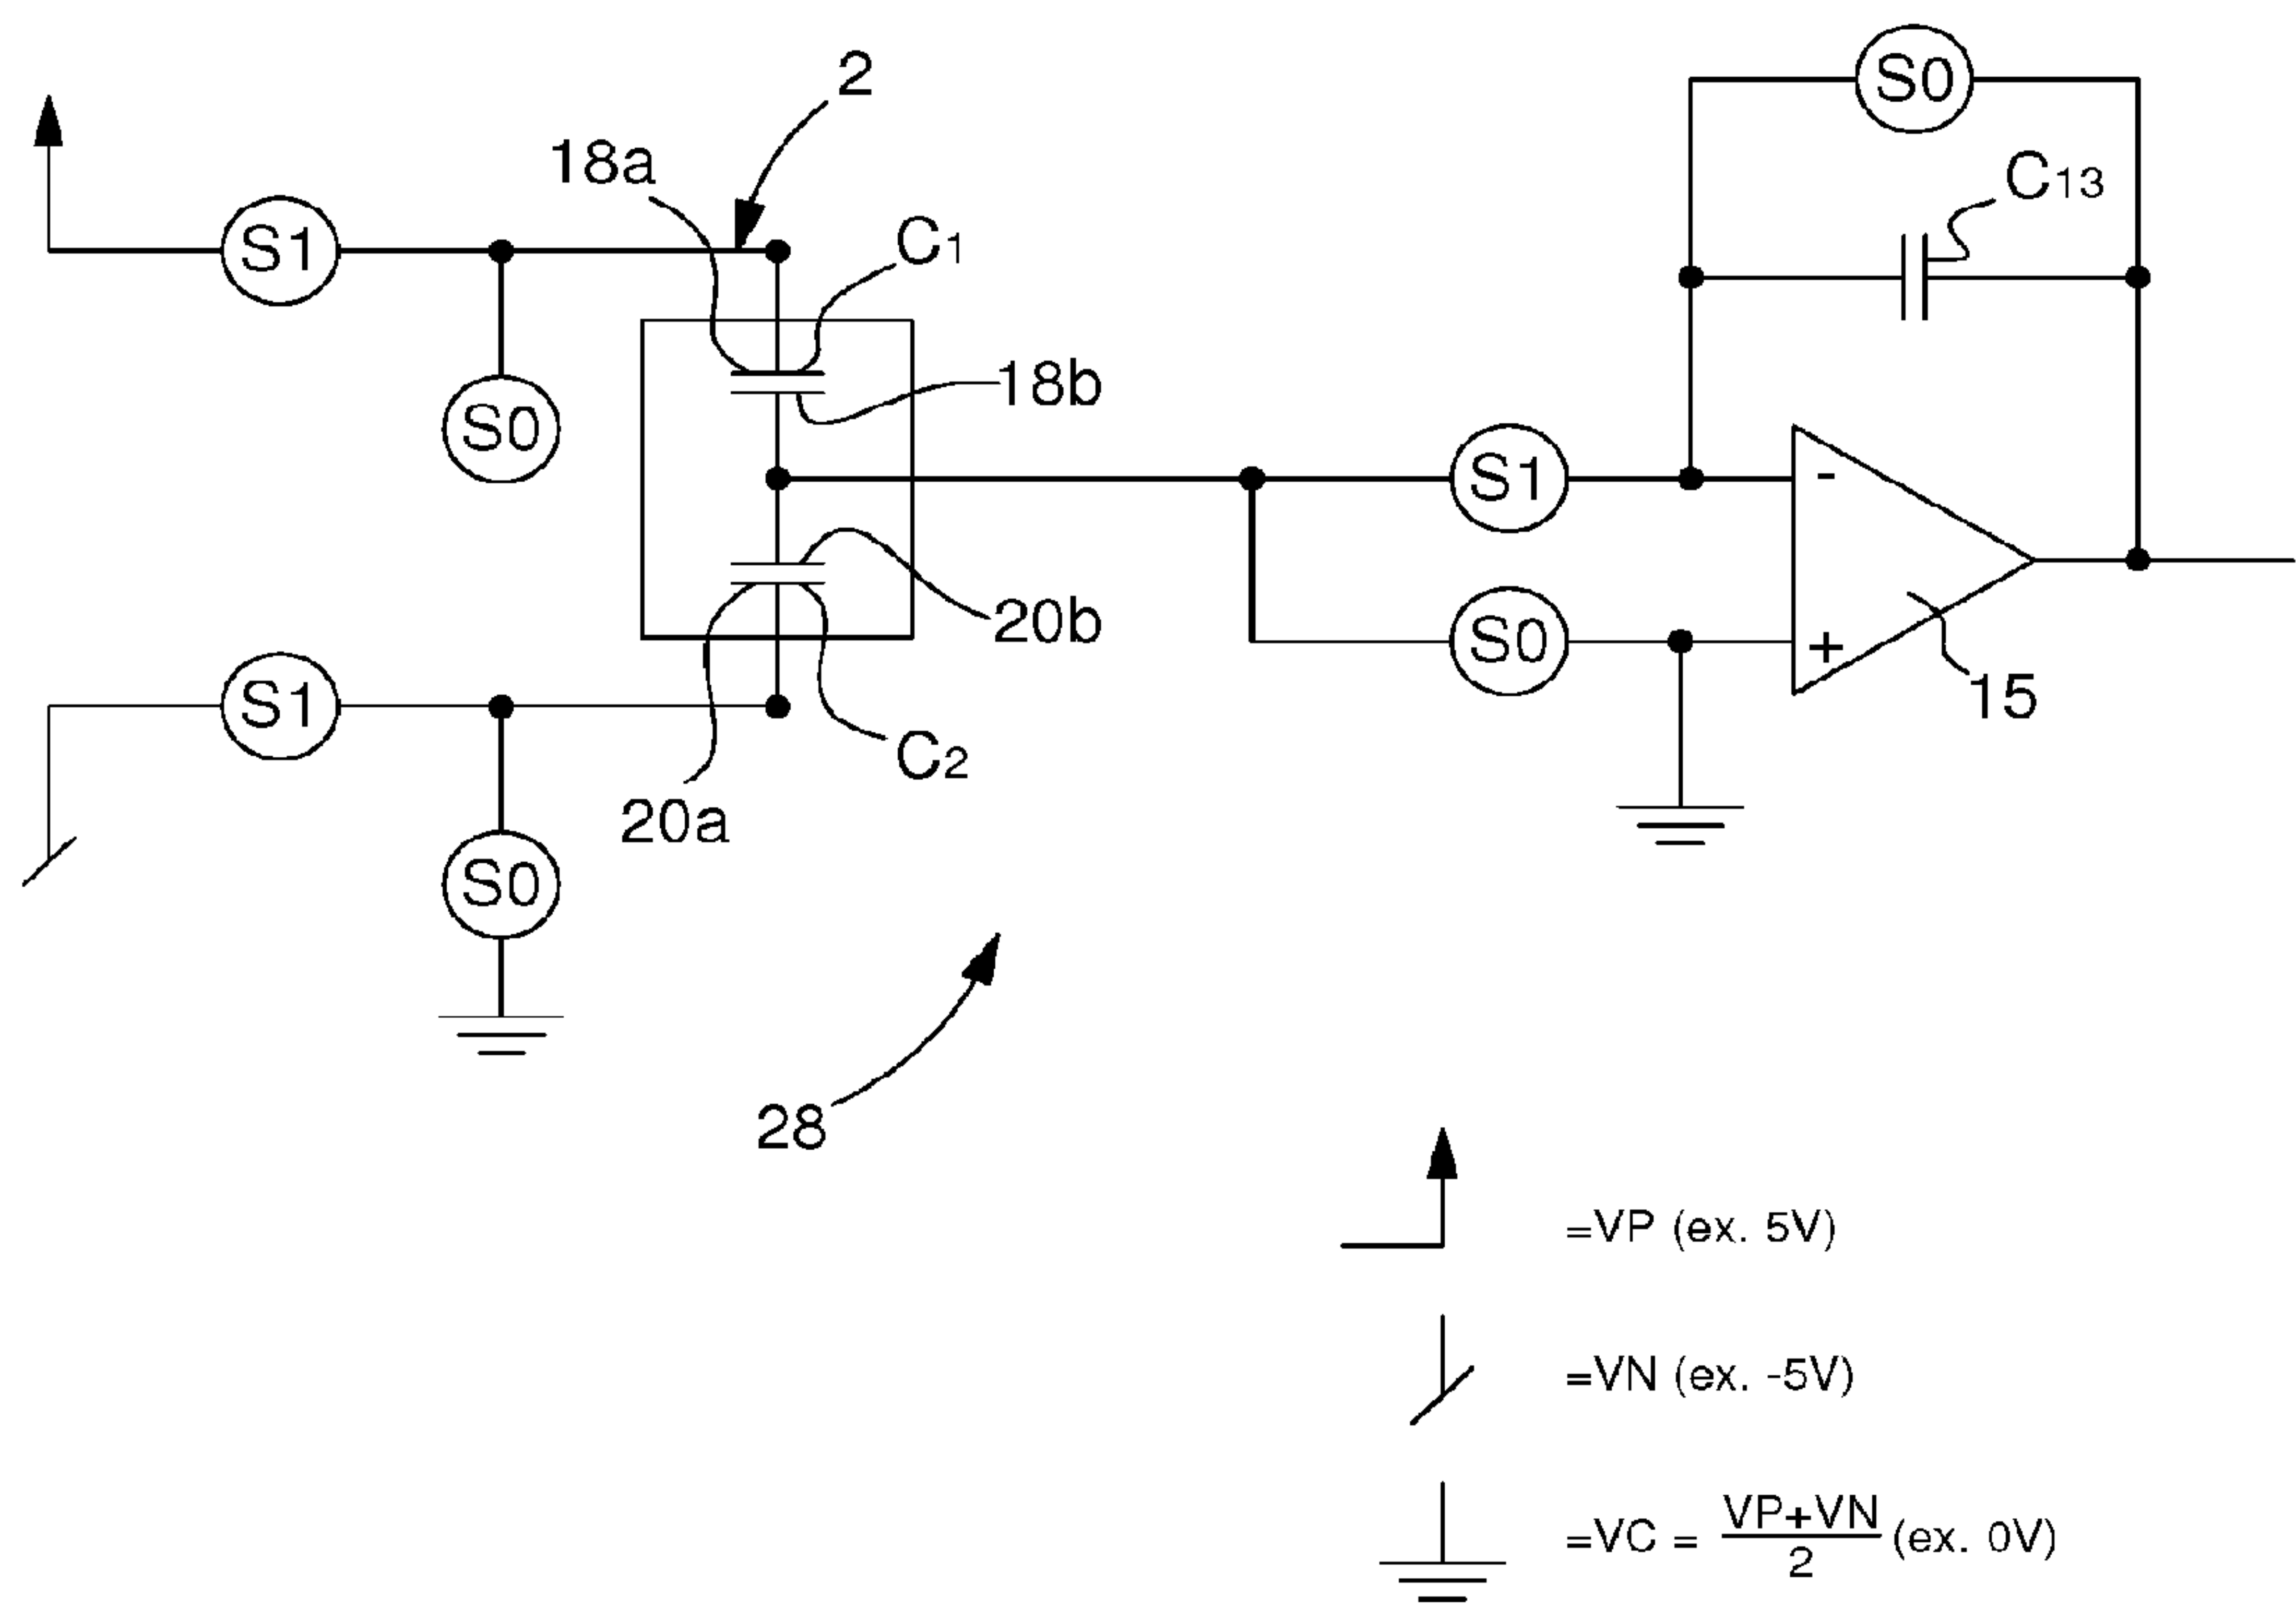 2
S0
18a
C13
C1
S1
18b
S0
S1
-
20b
S0
+
S1
15
C2
20a
S0
28
=VP (ex. 5V)
=VN (ex. -5V)
=VC = VP+VN
2
(ex. 0V)